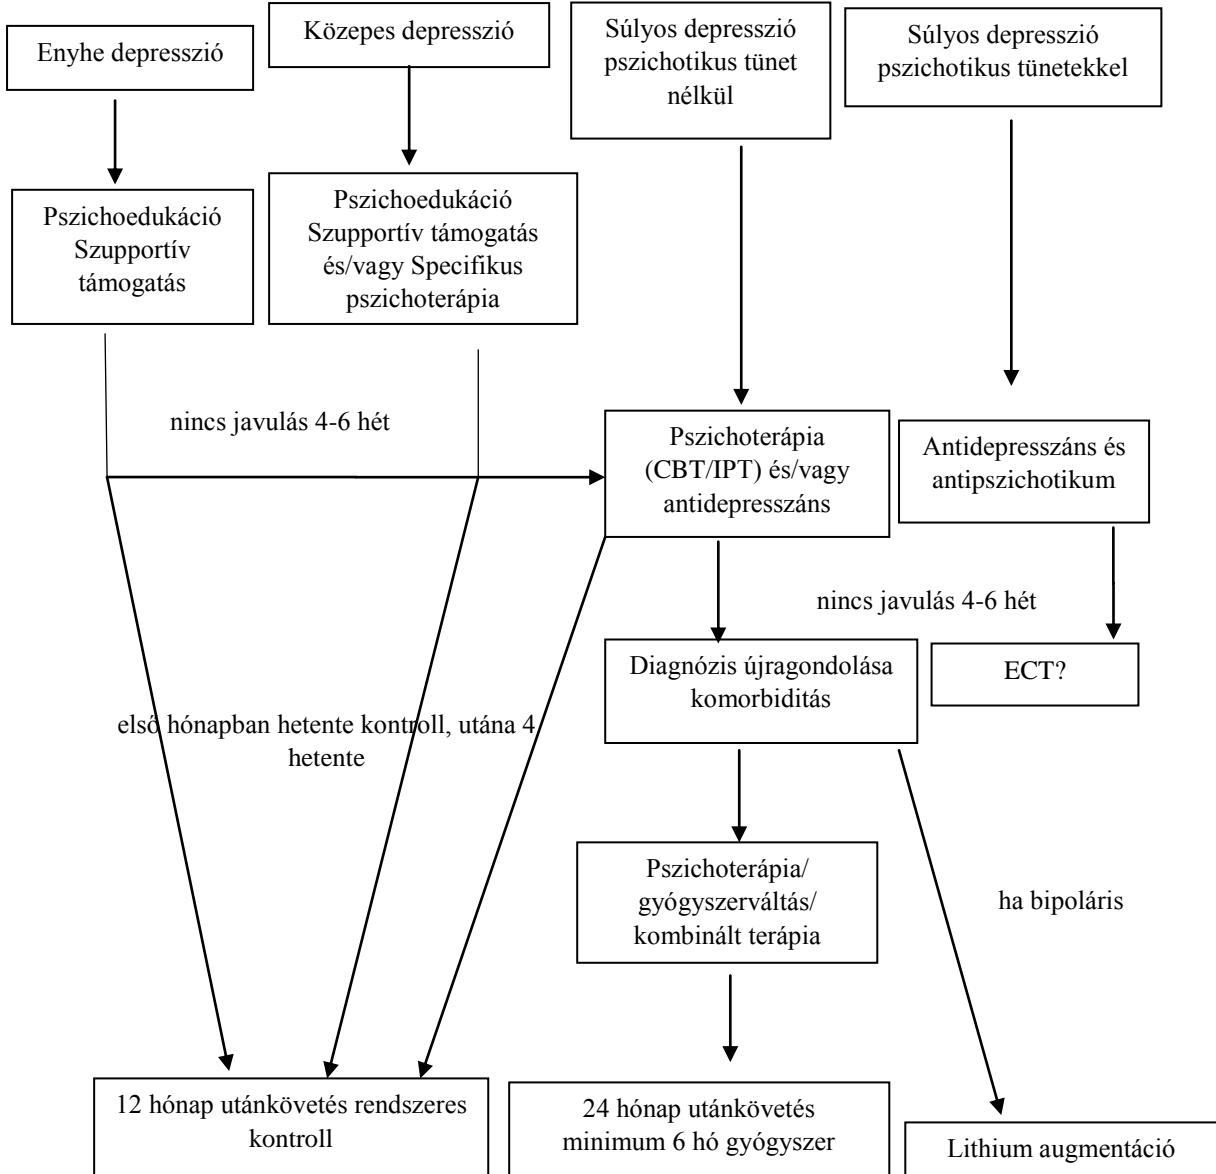 Enyhe depresszió
Közepes depresszió
Súlyos depresszió
pszichotikus tünet
nélkül
Súlyos depresszió
pszichotikus tünetekkel
Pszichoedukáció
Szupportív
támogatás
Pszichoedukáció
Szupportív támogatás
és/vagy Specifikus
pszichoterápia
nincs javulás 4-6 hét
Pszichoterápia
(CBT/IPT) és/vagy
antidepresszáns
Antidepresszáns és
antipszichotikum
nincs javulás 4-6 hét
Diagnózis újragondolása
komorbiditás
ECT?
első hónapban hetente kontroll, utána 4
hetente
Pszichoterápia/
gyógyszerváltás/
kombinált terápia
ha bipoláris
12 hónap utánkövetés rendszeres
kontroll
24 hónap utánkövetés
minimum 6 hó gyógyszer
Lithium augmentáció